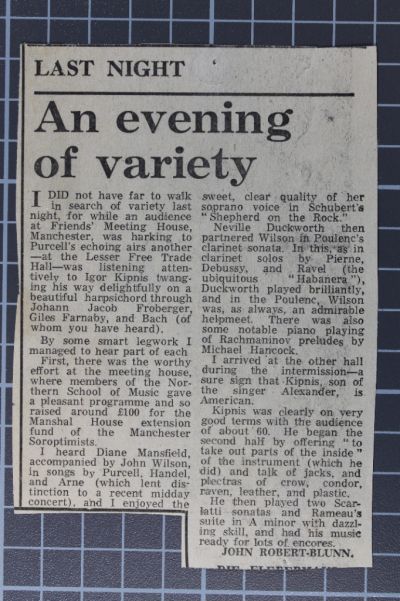 LAST NIGHT
An evening
of variety
I DID not have far to walk
in search of variety last
night, for while an audience
at Friends' Meeting House,
Manchester, was harking to
Purcell's echoing airs another
—at the Lesser Free Trade
Hall—was listening atten-
tively to Igor Kipnis twang-
ing his way delightfully on a
beautiful harpsichord through
Johann Jacob Froberger,
Giles Farnaby, and Bach (of
whom you have heard).
By some smart legwork I
managed to hear part of each
First, there was the worthy
effort at the meeting house,
where members of the Nor-
thern School of Music gave
a pleasant programme and so
raised around £100 for the
Manshal House extension
fund of the Manchester
Soroptimists.
I heard Diane Mansfield,
accompanied by John Wilson,
in songs by Purcell, Handel,
and Arne (which lent dis-
tinction to a recent midday
concert), and I enjoyed the
sweet, clear quality of her
soprano voice in Schubert's
"Shepherd on the Rock."
Neville Duckworth then
partnered Wilson in Poulenc's
clarinet sonata. In this, as in
clarinet solos by Pierne,
Debussy, and Ravel (the
ubiquitous "Habanera"),
Duckworth played brilliantly,
and in the Poulenc, Wilson
was, as always, an admirable
helpmeet. There was also
some notable piano playing
of Rachmaninov preludes by
Michael Hancock.
I arrived at the other hall
during the intermission—a
sure sign that Kipnis, son of
the singer Alexander, is
American.
Kipnis was clearly on very
good terms with the audience
of about 60. He began the
second half by offering "to
take out parts of the inside"
of the instrument (which he
did) and talk of jacks, and
plectras of crow, condor,
raven, leather, and plastic.
He then played two Scar-
latti sonatas and Rameau's
suite in A minor with dazzl-
ing skill, and had his music
ready for lots of encores.
JOHN ROBERT-BLUNN.